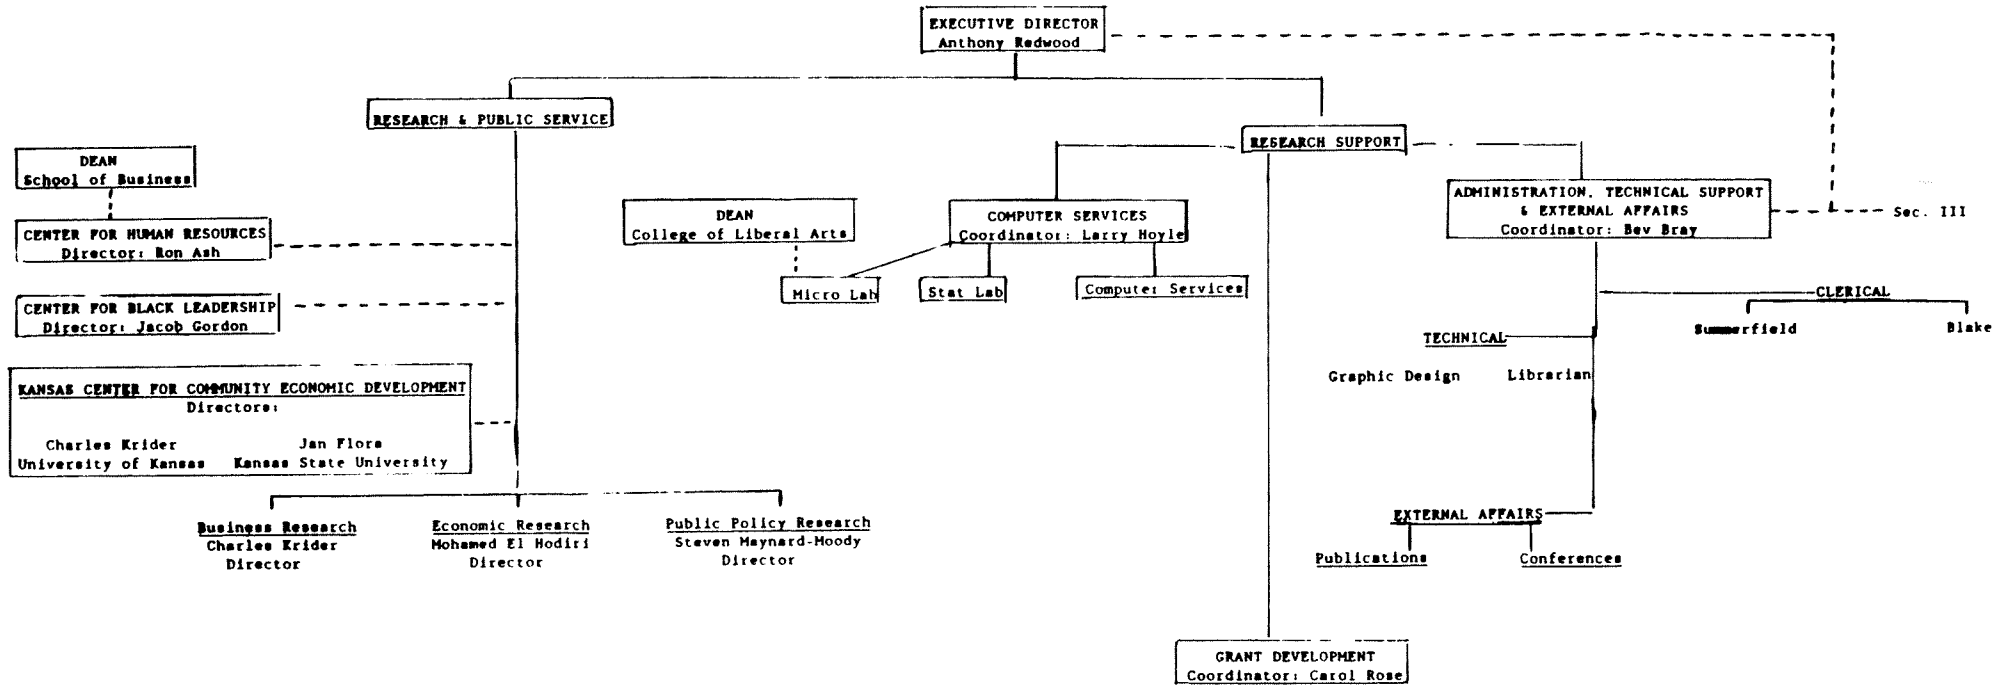 EXECUTIVE DIRECTOR
Anthony Redwood
RESEARCH & PUBLIC SERVICE
RESEARCH SUPPORT
DEAN
School of Business
ADMINISTRATION, TECHNICAL SUPPORT
& EXTERNAL AFFAIRS
Coordinator: Bev Bray
Sec. III
DEAN
College of Liberal Arts
COMPUTER SERVICES
Coordinator: Larry Hoyle
CENTER FOR HUMAN RESOURCES
Director: Ron Ash
Micro Lab
Stat Lab
Computer Services
CENTER FOR BLACK LEADERSHIP
Director: Jacob Gordon
CLERICAL
Summerfield
Blake
TECHNICAL
Graphic Design
Librarian
KANSAS CENTER FOR COMMUNITY ECONOMIC DEVELOPMENT
Directors:
Charles Krider
University of Kansas
Jan Flora
Kansas State University
Business Research
Charles Krider
Director
Economic Research
Mohamed El Hodiri
Director
Public Policy Research
Steven Maynard-Moody
Director
EXTERNAL AFFAIRS
Publications
Conferences
GRANT DEVELOPMENT
Coordinator: Carol Rose